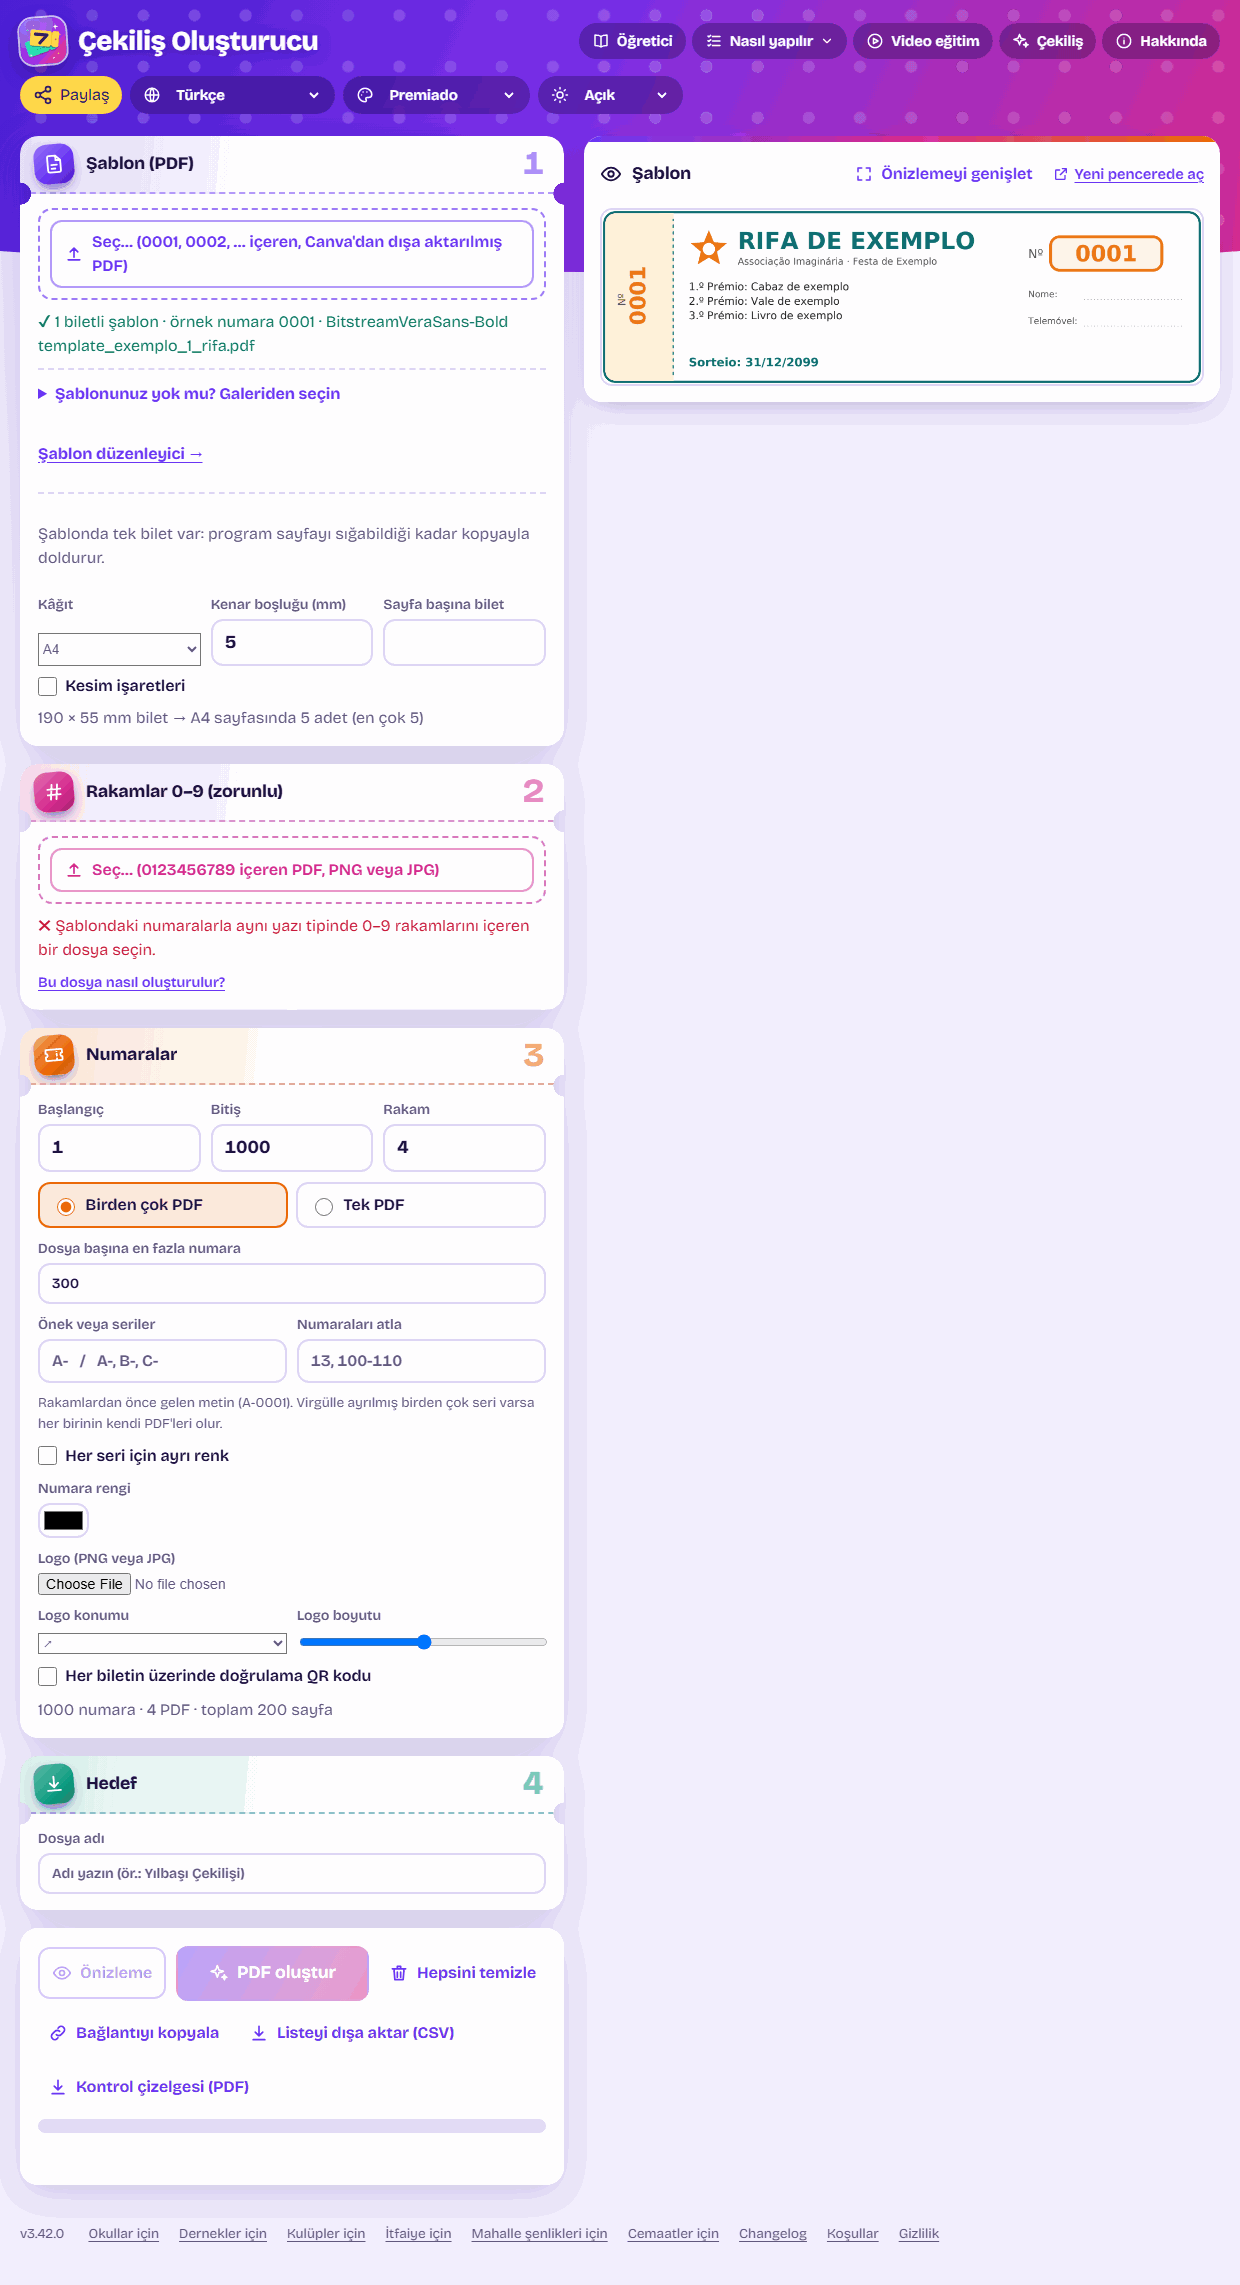 Çekiliş Oluşturucu
Öğretici
Nasıl yapılır
Video eğitim
Çekiliş
Hakkında
Paylaş
Türkçe
Premiado
Açık
Şablon (PDF)
1
Seç... (0001, 0002, ... içeren, Canva'dan dışa aktarılmış
PDF)
✓ 1 biletli şablon · örnek numara 0001 · BitstreamVeraSans-Bold
template_exemplo_1_rifa.pdf
Şablonunuz yok mu? Galeriden seçin
Şablon düzenleyici →
Şablonda tek bilet var: program sayfayı sığabildiği kadar kopyayla
doldurur.
Kâğıt
Kenar boşluğu (mm)
Sayfa başına bilet
A4
5
Kesim işaretleri
190 × 55 mm bilet → A4 sayfasında 5 adet (en çok 5)
Rakamlar 0–9 (zorunlu)
2
Seç... (0123456789 içeren PDF, PNG veya JPG)
✕ Şablondaki numaralarla aynı yazı tipinde 0–9 rakamlarını içeren
bir dosya seçin.
Bu dosya nasıl oluşturulur?
Numaralar
3
Başlangıç
Bitiş
Rakam
1
1000
4
Birden çok PDF
Tek PDF
Dosya başına en fazla numara
300
Önek veya seriler
Numaraları atla
A- / A-, B-, C-
13, 100-110
Rakamlardan önce gelen metin (A-0001). Virgülle ayrılmış birden çok seri varsa
her birinin kendi PDF'leri olur.
Her seri için ayrı renk
Numara rengi
Logo (PNG veya JPG)
Choose File No file chosen
Logo konumu
Logo boyutu
↗
Her biletin üzerinde doğrulama QR kodu
1000 numara · 4 PDF · toplam 200 sayfa
Hedef
4
Dosya adı
Adı yazın (ör.: Yılbaşı Çekilişi)
Önizleme
PDF oluştur
Hepsini temizle
Bağlantıyı kopyala
Listeyi dışa aktar (CSV)
Kontrol çizelgesi (PDF)
Şablon
Önizlemeyi genişlet
Yeni pencerede aç
Nº
0001
RIFA DE EXEMPLO
Associação Imaginária · Festa de Exemplo
1.º Prémio: Cabaz de exemplo
2.º Prémio: Vale de exemplo
3.º Prémio: Livro de exemplo
Sorteio: 31/12/2099
Nº
0001
Nome:
Telemóvel:
v3.42.0
Okullar için
Dernekler için
Kulüpler için
İtfaiye için
Mahalle şenlikleri için
Cemaatler için
Changelog
Koşullar
Gizlilik